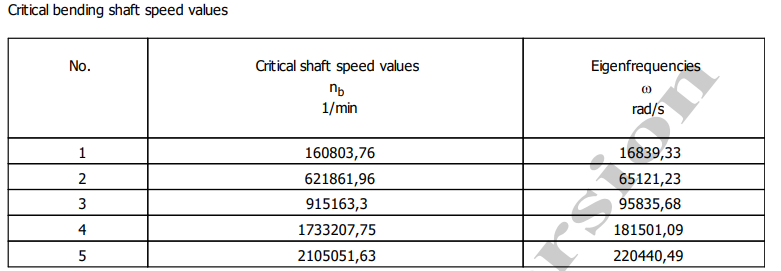 Critical bending shaft speed values
No. Critical shaft speed values Eigenfrequencies
nb ω
1/min rad/s
1 160803,76 16839,33
2 621861,96 65121,23
3 915163,3 95835,68
4 1733207,75 181501,09
5 2105051,63 220440,49
rsion